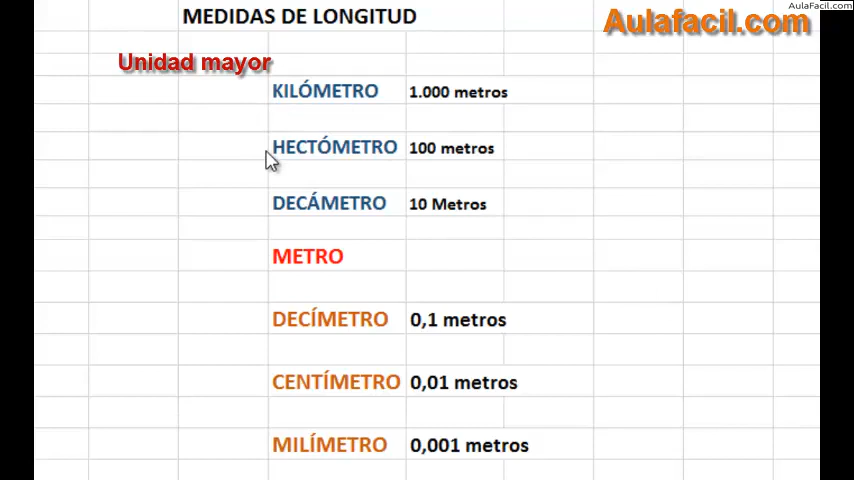 AulaFacil.com
MEDIDAS DE LONGITUD
Aulafacil.com
Unidad mayor
KILÓMETRO 1.000 metros
HECTÓMETRO 100 metros
DECÁMETRO 10 Metros
METRO
DECÍMETRO 0,1 metros
CENTÍMETRO 0,01 metros
MILÍMETRO 0,001 metros